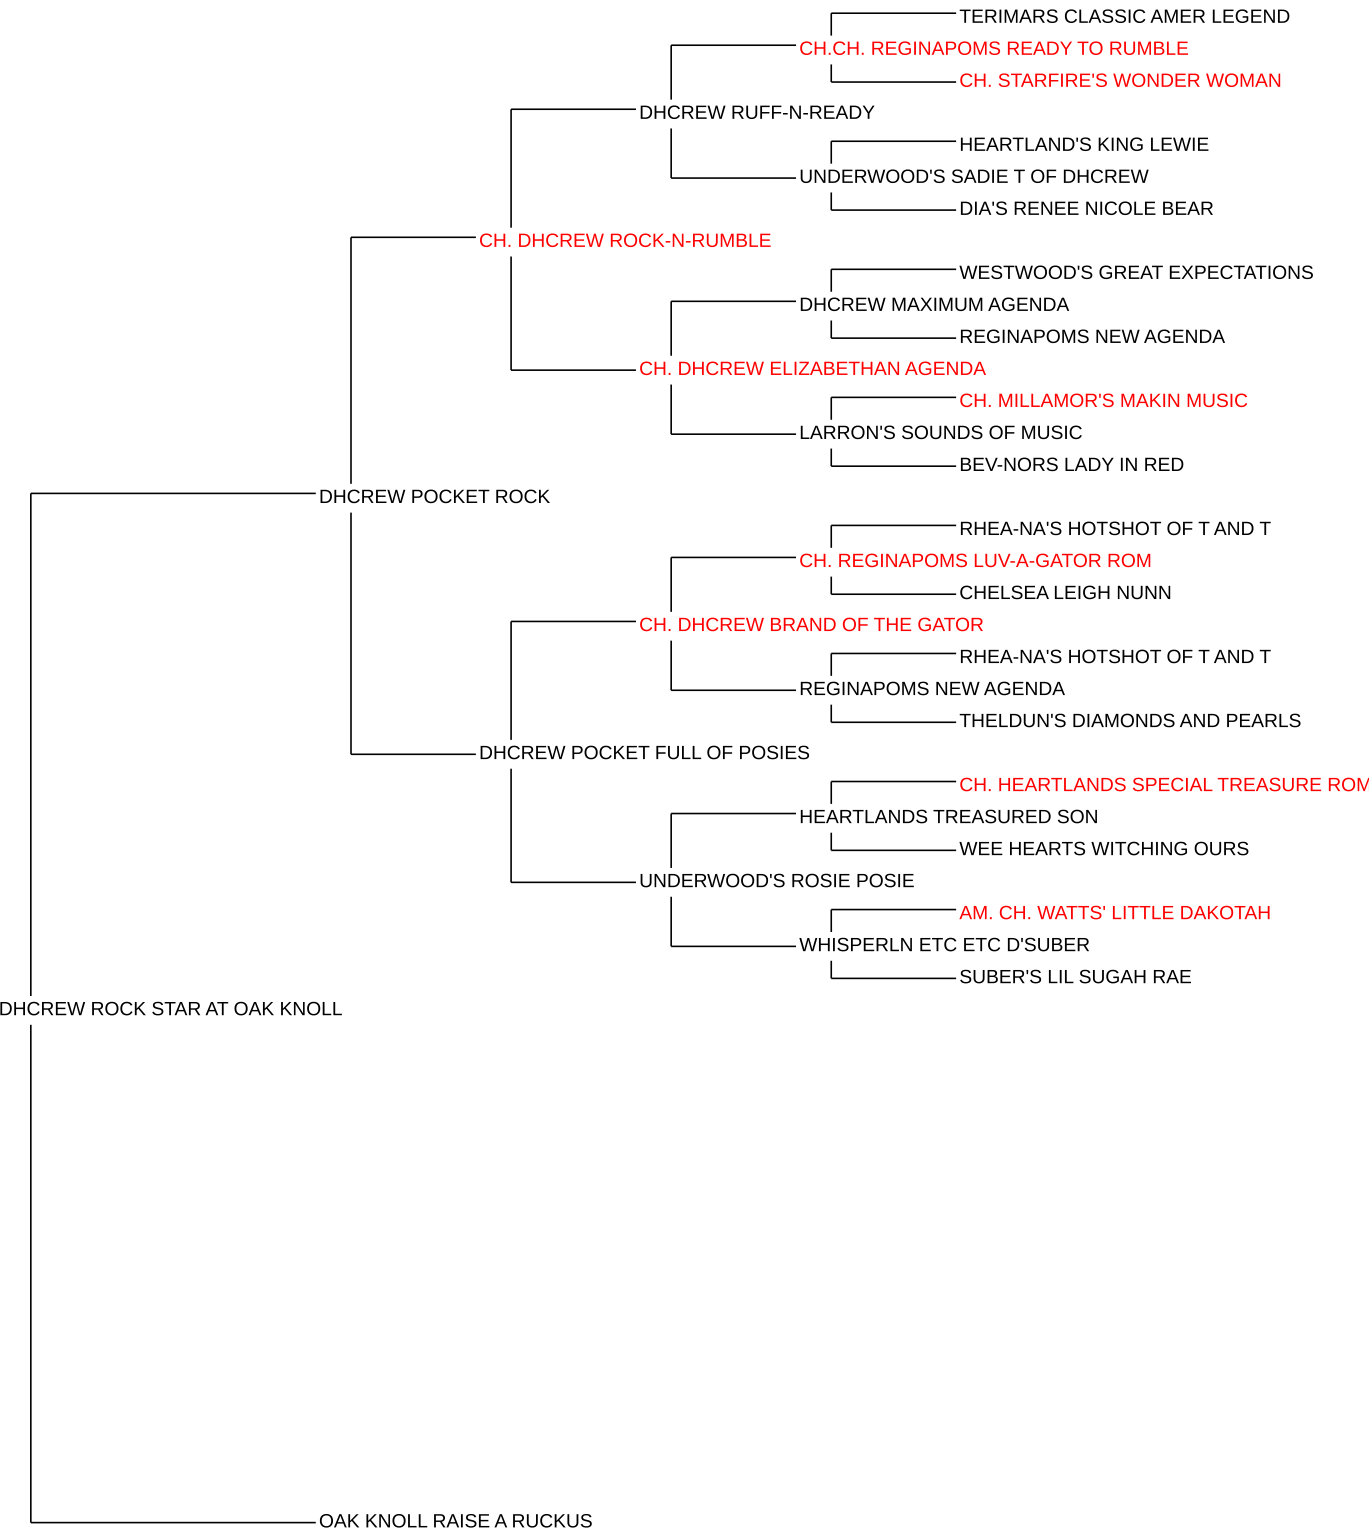 TERIMARS CLASSIC AMER LEGEND
CH.CH. REGINAPOMS READY TO RUMBLE
CH. STARFIRE'S WONDER WOMAN
DHCREW RUFF-N-READY
HEARTLAND'S KING LEWIE
UNDERWOOD'S SADIE T OF DHCREW
DIA'S RENEE NICOLE BEAR
CH. DHCREW ROCK-N-RUMBLE
WESTWOOD'S GREAT EXPECTATIONS
DHCREW MAXIMUM AGENDA
REGINAPOMS NEW AGENDA
CH. DHCREW ELIZABETHAN AGENDA
CH. MILLAMOR'S MAKIN MUSIC
LARRON'S SOUNDS OF MUSIC
BEV-NORS LADY IN RED
DHCREW POCKET ROCK
RHEA-NA'S HOTSHOT OF T AND T
CH. REGINAPOMS LUV-A-GATOR ROM
CHELSEA LEIGH NUNN
CH. DHCREW BRAND OF THE GATOR
RHEA-NA'S HOTSHOT OF T AND T
REGINAPOMS NEW AGENDA
THELDUN'S DIAMONDS AND PEARLS
DHCREW POCKET FULL OF POSIES
CH. HEARTLANDS SPECIAL TREASURE ROM
HEARTLANDS TREASURED SON
WEE HEARTS WITCHING OURS
UNDERWOOD'S ROSIE POSIE
AM. CH. WATTS' LITTLE DAKOTAH
WHISPERLN ETC ETC D'SUBER
SUBER'S LIL SUGAH RAE
DHCREW ROCK STAR AT OAK KNOLL
OAK KNOLL RAISE A RUCKUS